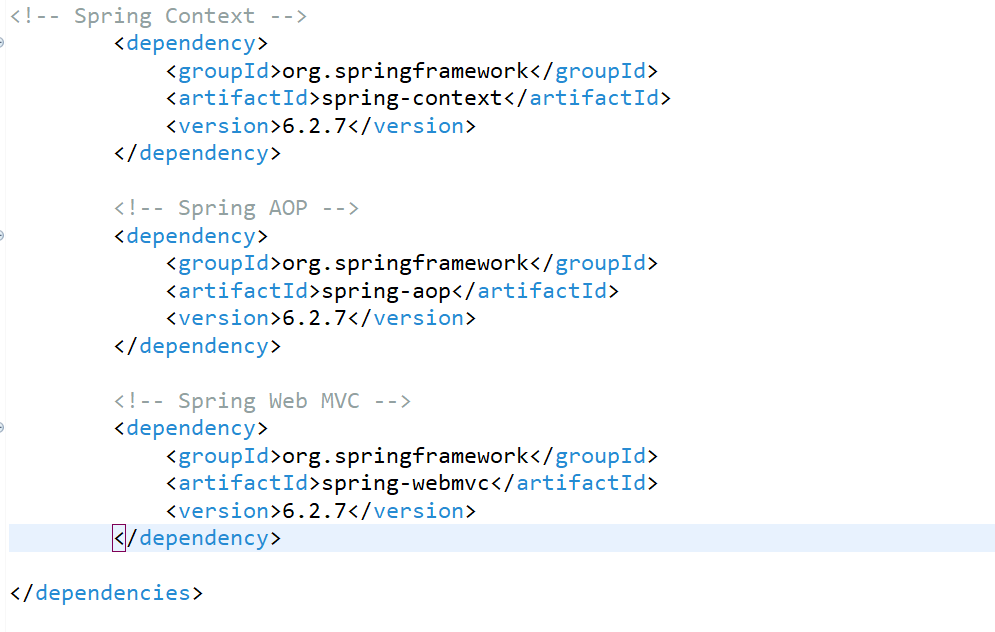 <!-- Spring Context -->
<dependency>
<groupId>org.springframework</groupId>
<artifactId>spring-context</artifactId>
<version>6.2.7</version>
</dependency>
<!-- Spring AOP -->
<dependency>
<groupId>org.springframework</groupId>
<artifactId>spring-aop</artifactId>
<version>6.2.7</version>
</dependency>
<!-- Spring Web MVC -->
<dependency>
<groupId>org.springframework</groupId>
<artifactId>spring-webmvc</artifactId>
<version>6.2.7</version>
</dependency>
</dependencies>